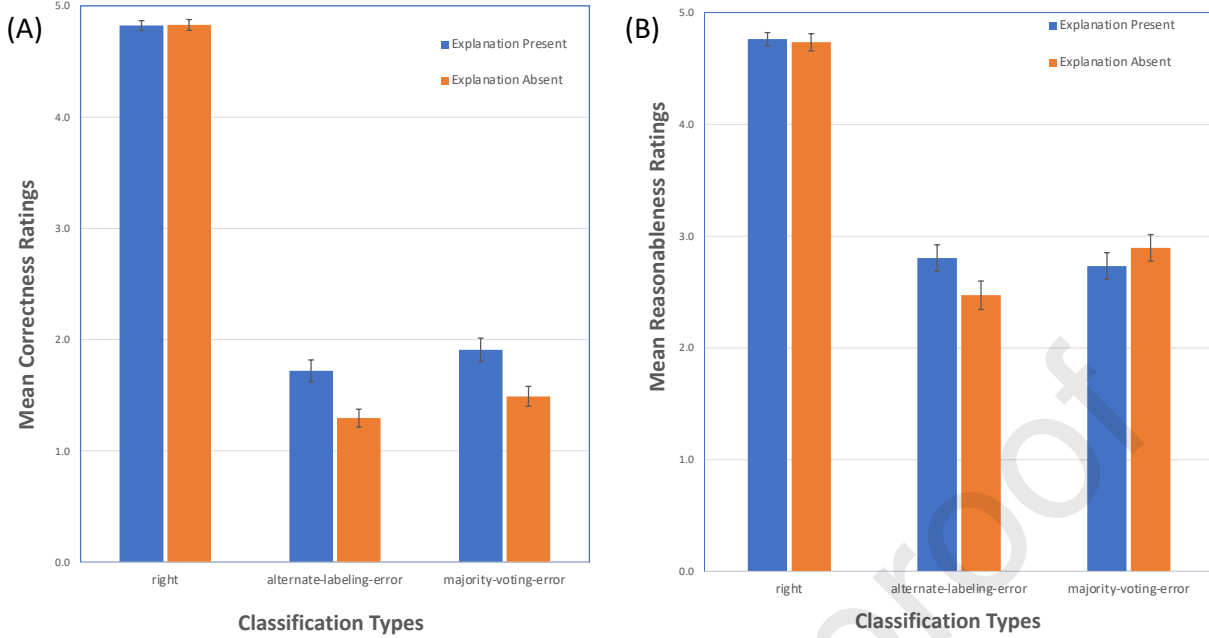 (A)
Mean Correctness Ratings
5.0
4.0
3.0
2.0
1.0
0.0
Explanation Present
Explanation Absent
right
alternate-labeling-error
majority-voting-error
Classification Types
(B)
Mean Reasonableness Ratings
5.0
4.0
3.0
2.0
1.0
0.0
Explanation Present
Explanation Absent
right
alternate-labeling-error
majority-voting-error
Classification Types
proof